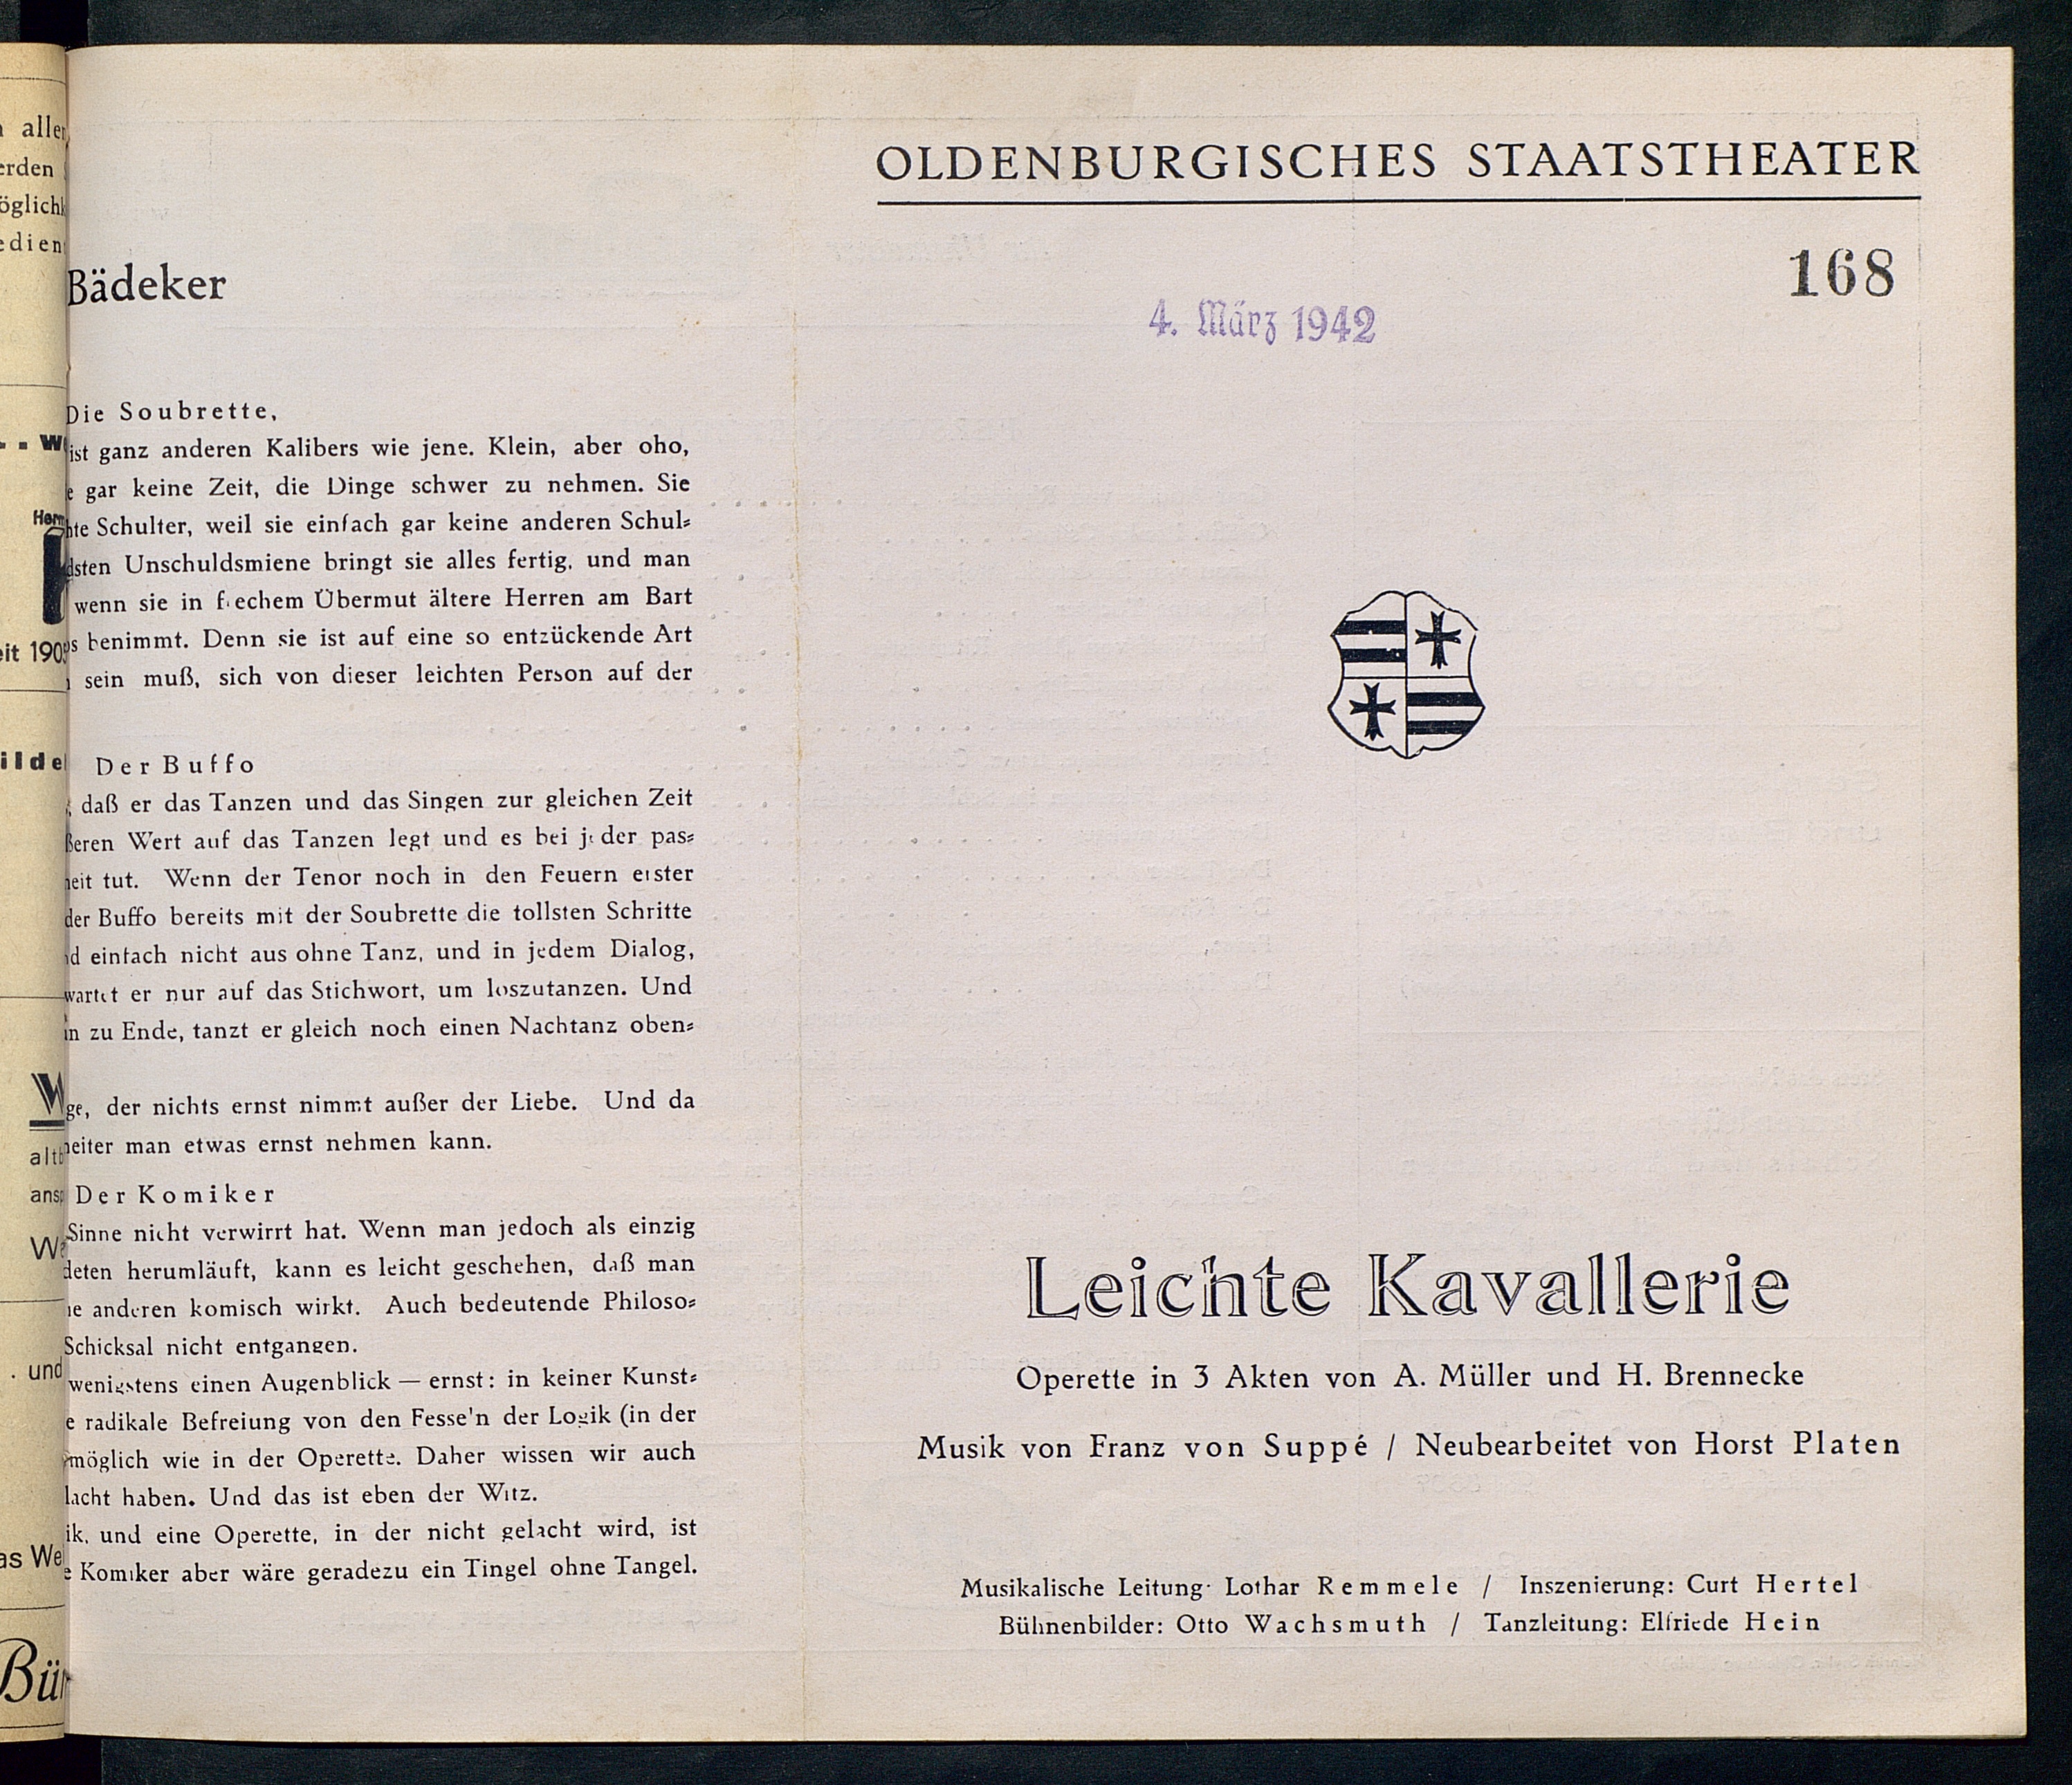 Bädeker
Die Soubrette,
ist ganz anderen Kalibers wie jene. Klein, aber oho,
gar keine Zeit, die Dinge schwer zu nehmen. Sie
Schulter, weil sie einfach gar keine anderen Schul=
Unschuldsmiene bringt sie alles fertig, und man
wenn sie in frechem Übermut ältere Herren am Bart
benimmt. Denn sie ist auf eine so entzückende Art
sein muß, sich von dieser leichten Person auf der
Der Buffo
daß er das Tanzen und das Singen zur gleichen Zeit
Wert auf das Tanzen legt und es bei jeder pas=
tut. Wenn der Tenor noch in den Feuern erster
der Buffo bereits mit der Soubrette die tollsten Schritte
einfach nicht aus ohne Tanz, und in jedem Dialog,
wartet er nur auf das Stichwort, um loszutanzen. Und
zu Ende, tanzt er gleich noch einen Nachtanz oben=
der nichts ernst nimmt außer der Liebe. Und da
man etwas ernst nehmen kann.
Der Komiker
Sinne nicht verwirrt hat. Wenn man jedoch als einzig
herumläuft, kann es leicht geschehen, daß man
anderen komisch wirkt. Auch bedeutende Philoso=
Schicksal nicht entgangen.
wenigstens einen Augenblick — ernst: in keiner Kunst=
radikale Befreiung von den Fesse'n der Logik (in der
möglich wie in der Operette. Daher wissen wir auch
lacht haben. Und das ist eben der Witz.
und eine Operette, in der nicht gelacht wird, ist
Komiker aber wäre geradezu ein Tingel ohne Tangel.
OLDENBURGISCHES STAATSTHEATER
168
4. März 1942
Leichte Kavallerie
Operette in 3 Akten von A. Müller und H. Brennecke
Musik von Franz von Suppé / Neubearbeitet von Horst Platen
Musikalische Leitung: Lothar Remmele / Inszenierung: Curt Hertel
Bühnenbilder: Otto Wachsmuth / Tanzleitung: Elfriede Hein